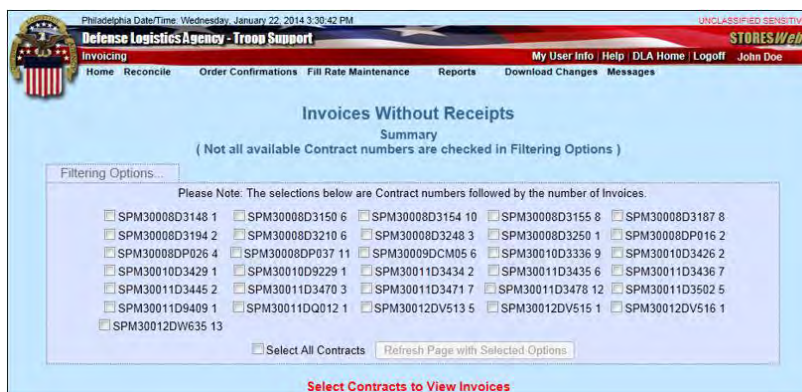 Philadelphia Date/Time: Wednesday, January 22, 2014 3:30:42 PM UNCLASSIFIED SENSITIV
Defense Logistics Agency - Troop Support STORESWeb
Invoicing My User Info | Help | DLA Home | Logoff John Doe
Home Reconcile Order Confirmations Fill Rate Maintenance Reports Download Changes Messages
Invoices Without Receipts
Summary
( Not all available Contract numbers are checked in Filtering Options )
Filtering Options...
Please Note: The selections below are Contract numbers followed by the number of Invoices.
SPM30008D3148 1 SPM30008D3150 6 SPM30008D3154 10 SPM30008D3155 8 SPM30008D3187 8
SPM30008D3194 2 SPM30008D3210 6 SPM30008D3248 3 SPM30008D3250 1 SPM30008DP016 2
SPM30008DP026 4 SPM30008DP037 11 SPM30009DCM05 6 SPM30010D3336 9 SPM30010D3426 2
SPM30010D3429 1 SPM30010D9229 1 SPM30011D3434 2 SPM30011D3435 6 SPM30011D3436 7
SPM30011D3445 2 SPM30011D3470 3 SPM30011D3471 7 SPM30011D3478 12 SPM30011D3502 5
SPM30011D9409 1 SPM30011DQ012 1 SPM30012DV513 5 SPM30012DV515 1 SPM30012DV516 1
SPM30012DW635 13
Select All Contracts Refresh Page with Selected Options
Select Contracts to View Invoices